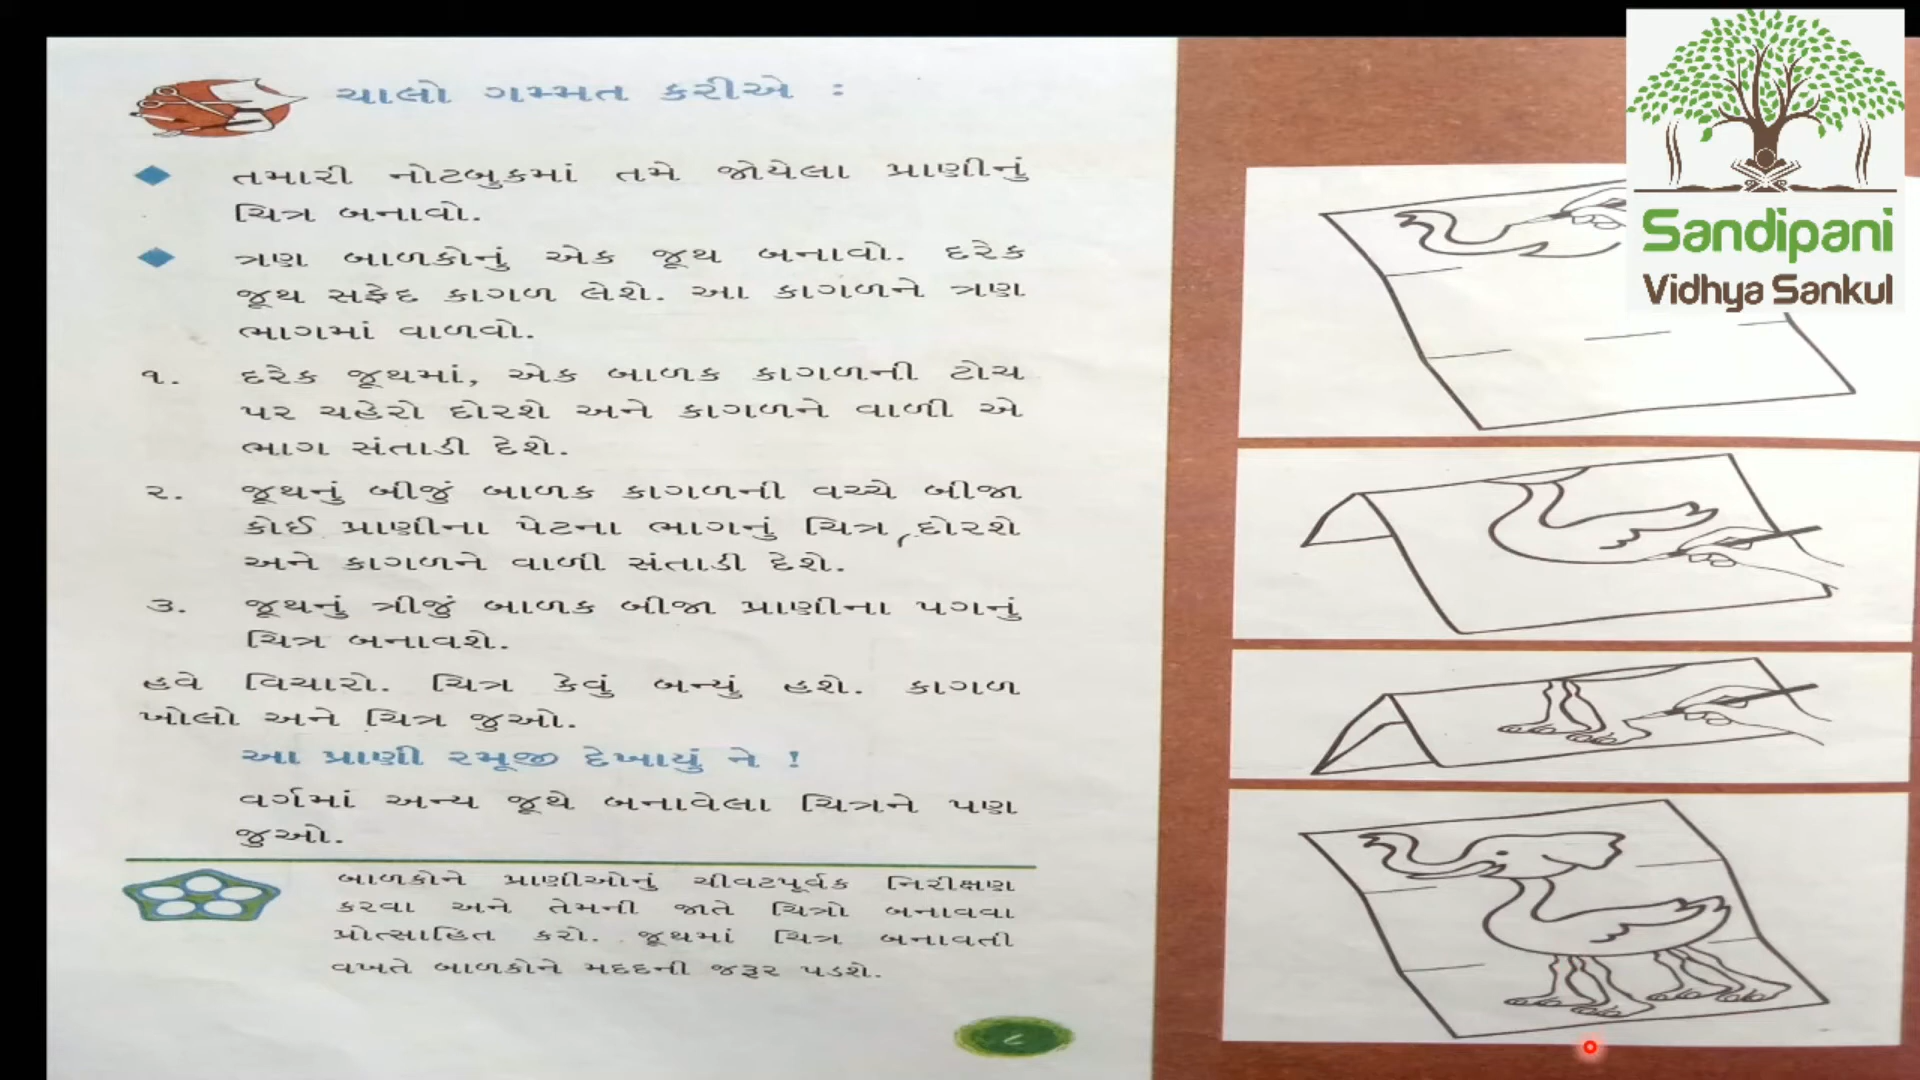 ચાલો ગમ્મત કરીએ :
તમારી નોટબુકમાં તમે જોયેલા પ્રાણીનું
ચિત્ર બનાવો.
ત્રણ બાળકોનું એક જૂથ બનાવો. દરેક
જૂથ સફેદ કાગળ લેશે. આ કાગળને ત્રણ
ભાગમાં વાળવો.
૧. દરેક જૂથમાં, એક બાળક કાગળની ટોચ
પર ચહેરો દોરશે અને કાગળને વાળી એ
ભાગ સંતાડી દેશે.
૨. જૂથનું બીજું બાળક કાગળની વચ્ચે બીજા
કોઈ પ્રાણીના પેટના ભાગનું ચિત્ર દોરશે
અને કાગળને વાળી સંતાડી દેશે.
૩. જૂથનું ત્રીજું બાળક બીજા પ્રાણીના પગનું
ચિત્ર બનાવશે.
હવે વિચારો. ચિત્ર કેવું બન્યું હશે. કાગળ
ખોલો અને ચિત્ર જુઓ.
આ પ્રાણી રમૂજી દેખાયું ને !
વર્ગમાં અન્ય જૂથે બનાવેલા ચિત્રને પણ
જુઓ.
બાળકોને પ્રાણીઓનું ચીવટપૂર્વક નિરીક્ષણ
કરવા અને તેમની જાતે ચિત્રો બનાવવા
પ્રોત્સાહિત કરો. જૂથમાં ચિત્ર બનાવતી
વખતે બાળકોને મદદની જરૂર પડશે.
૮
Sandipani
Vidhya Sankul